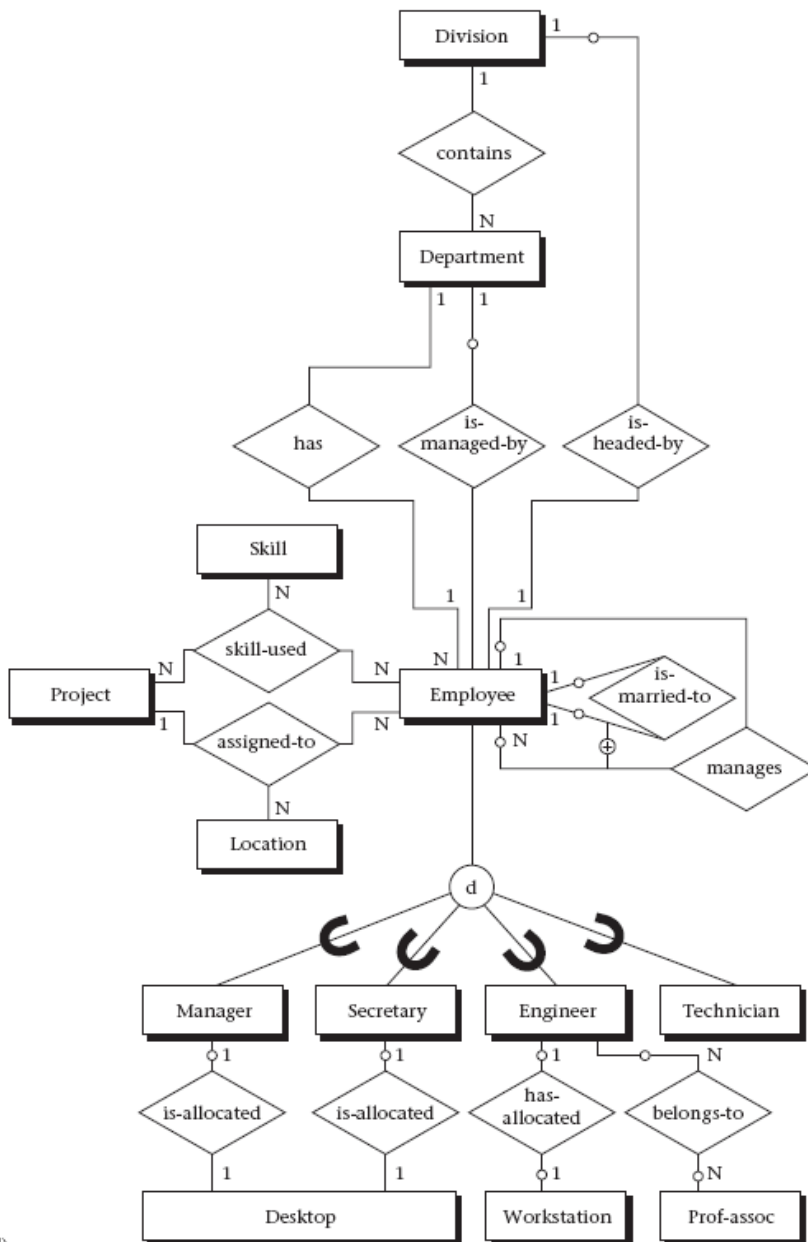 Division
1
1
contains
N
Department
1
1
has
is-
managed-by
is-
headed-by
Skill
N
1
1
skill-used
N
N
N
1
Project
Employee
1
is-
married-to
1
N
1
assigned-to
N
+
manages
N
Location
d
Manager
Secretary
Engineer
Technician
1
1
1
N
is-allocated
is-allocated
has-
allocated
belongs-to
1
1
1
N
Desktop
Workstation
Prof-assoc